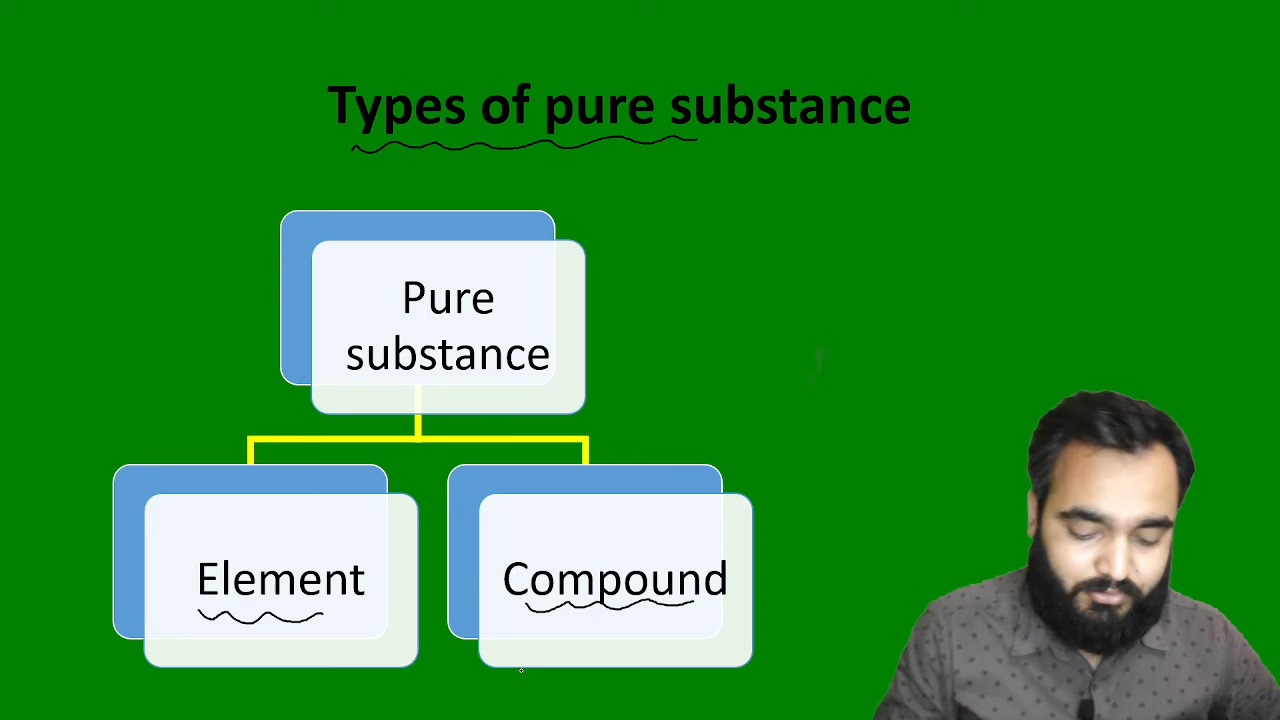 Types of pure substance
Pure
substance
Element
Compound